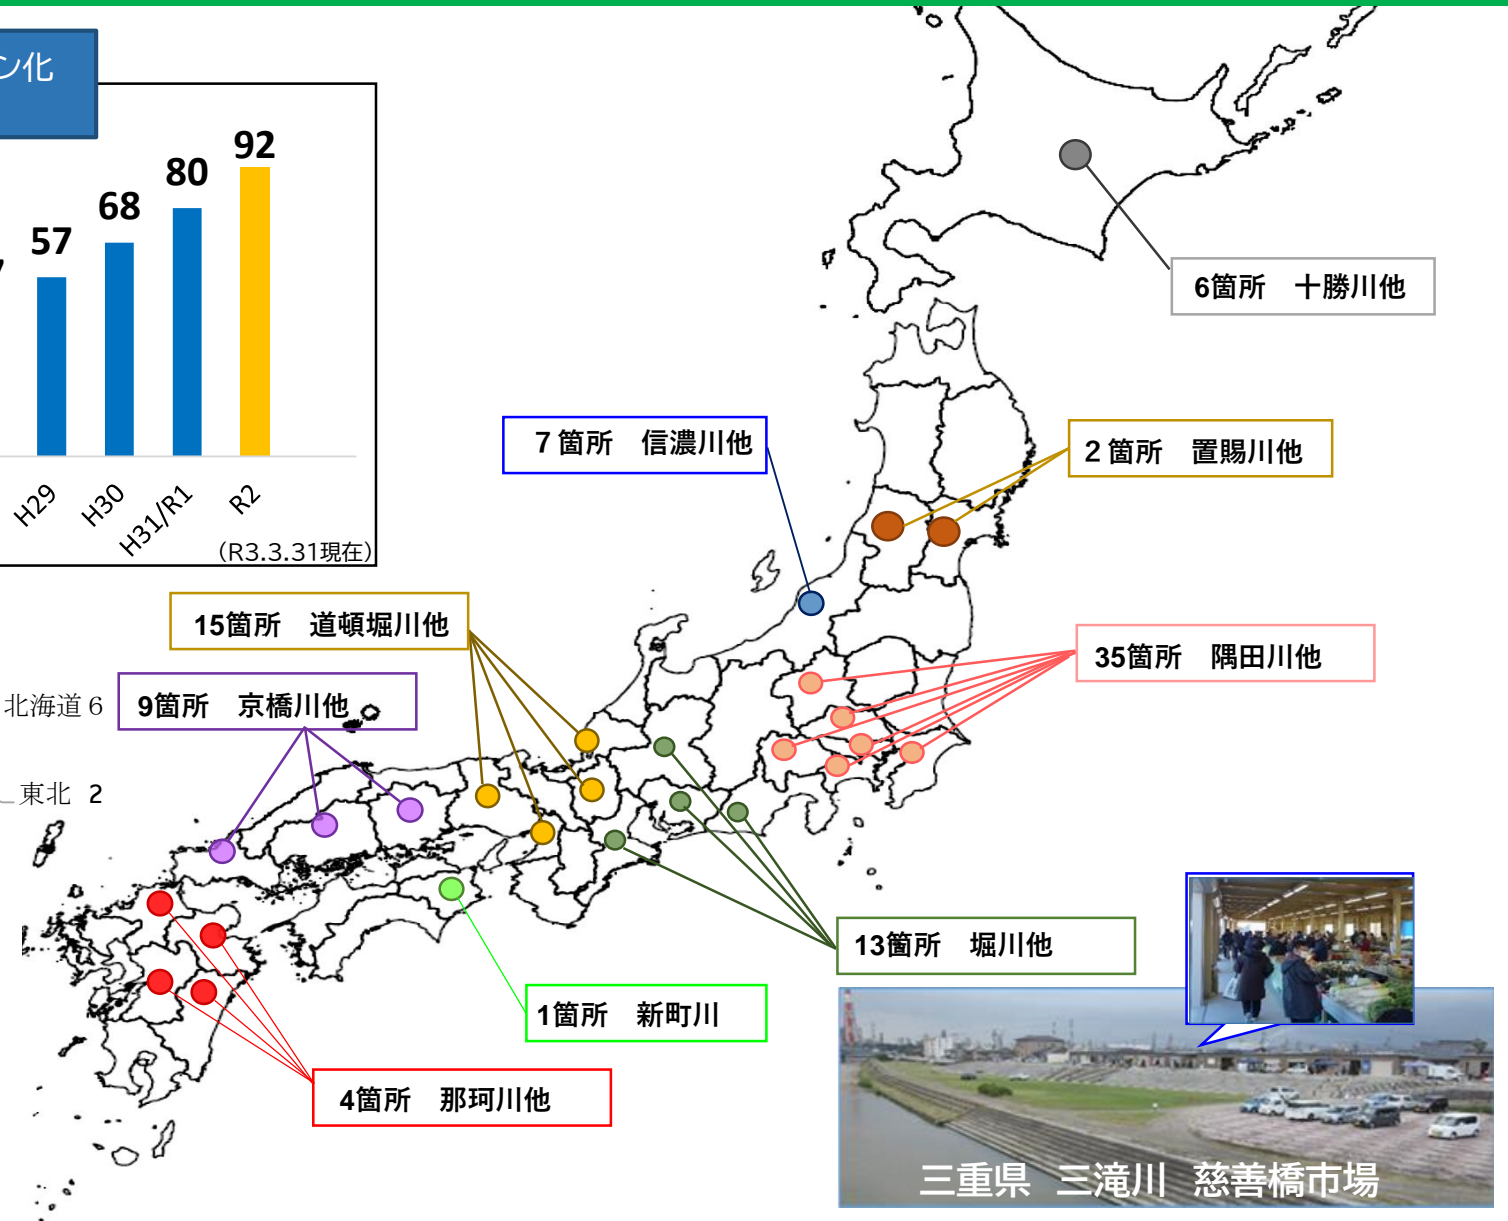 ン化
92
80
68
57
7
H29
H30
H31/R1
R2
（R3.3.31現在）
6箇所　十勝川他
７箇所　信濃川他
２箇所　置賜川他
15箇所　道頓堀川他
35箇所　隅田川他
北海道 6
9箇所　京橋川他
東北 2
13箇所　堀川他
1箇所　新町川
4箇所　那珂川他
三重県　三滝川　慈善橋市場